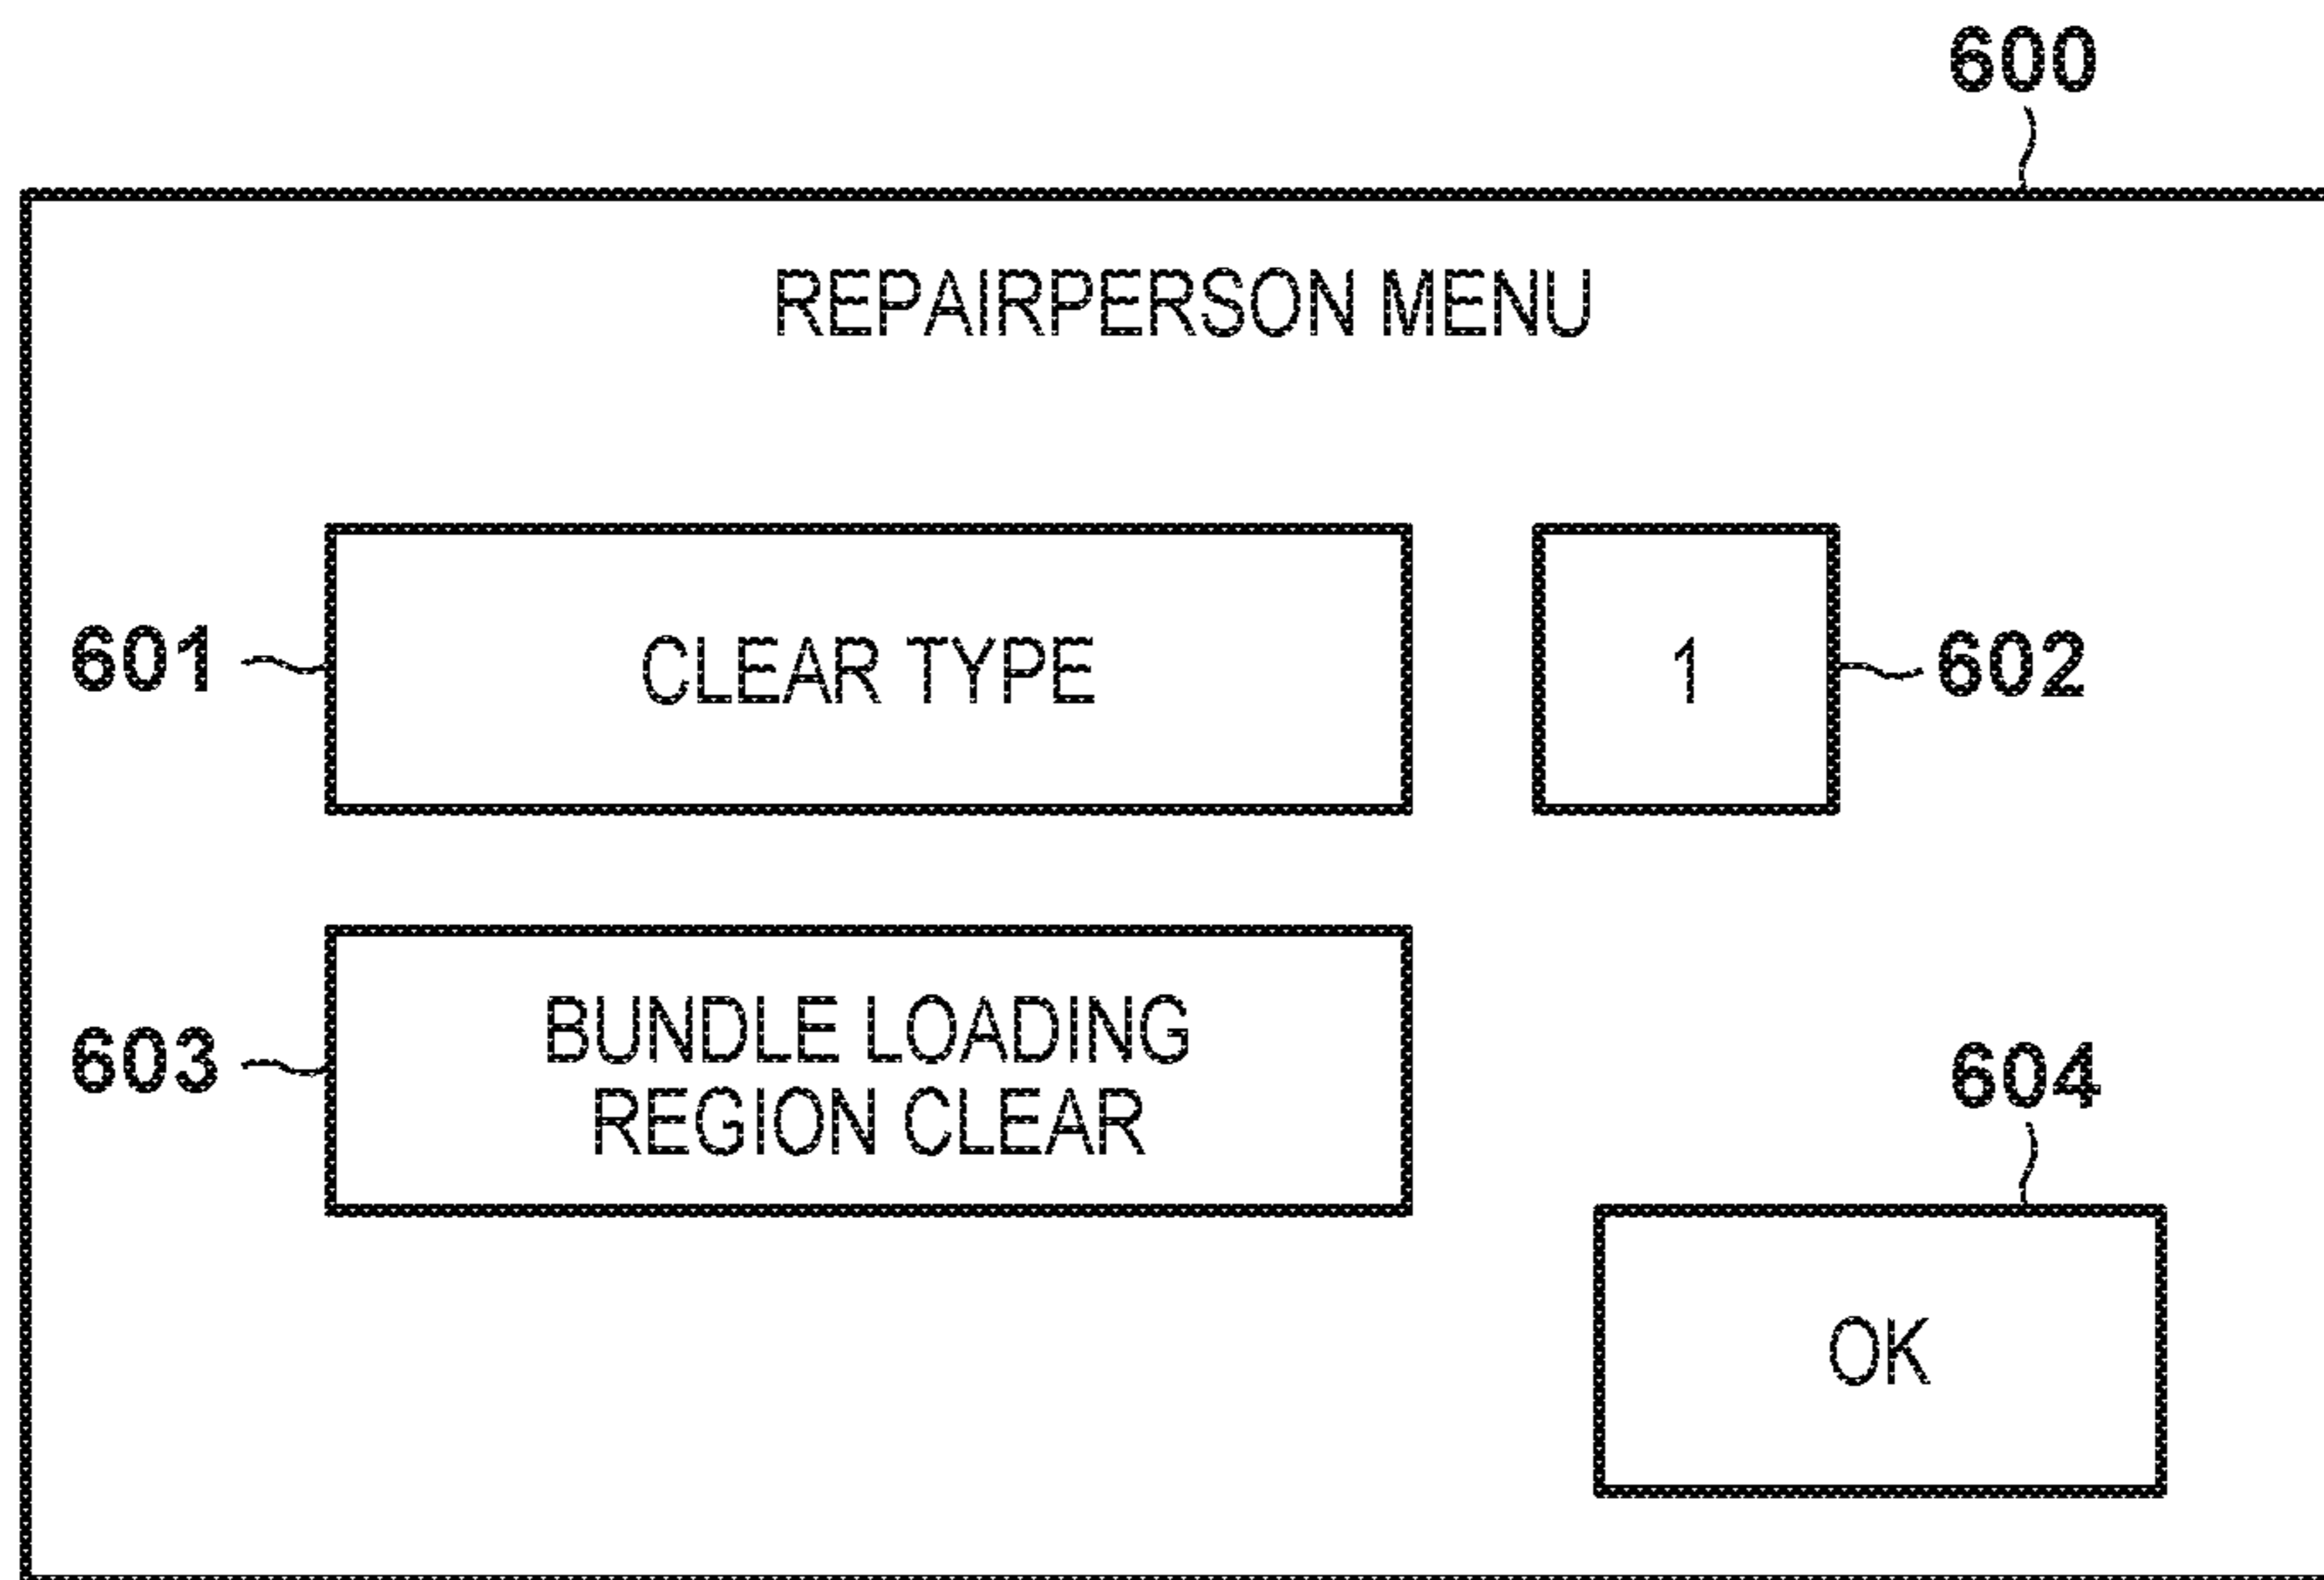 600
REPAIRPERSON MENU
601
CLEAR TYPE
1
602
603
BUNDLE LOADING
REGION CLEAR
604
OK